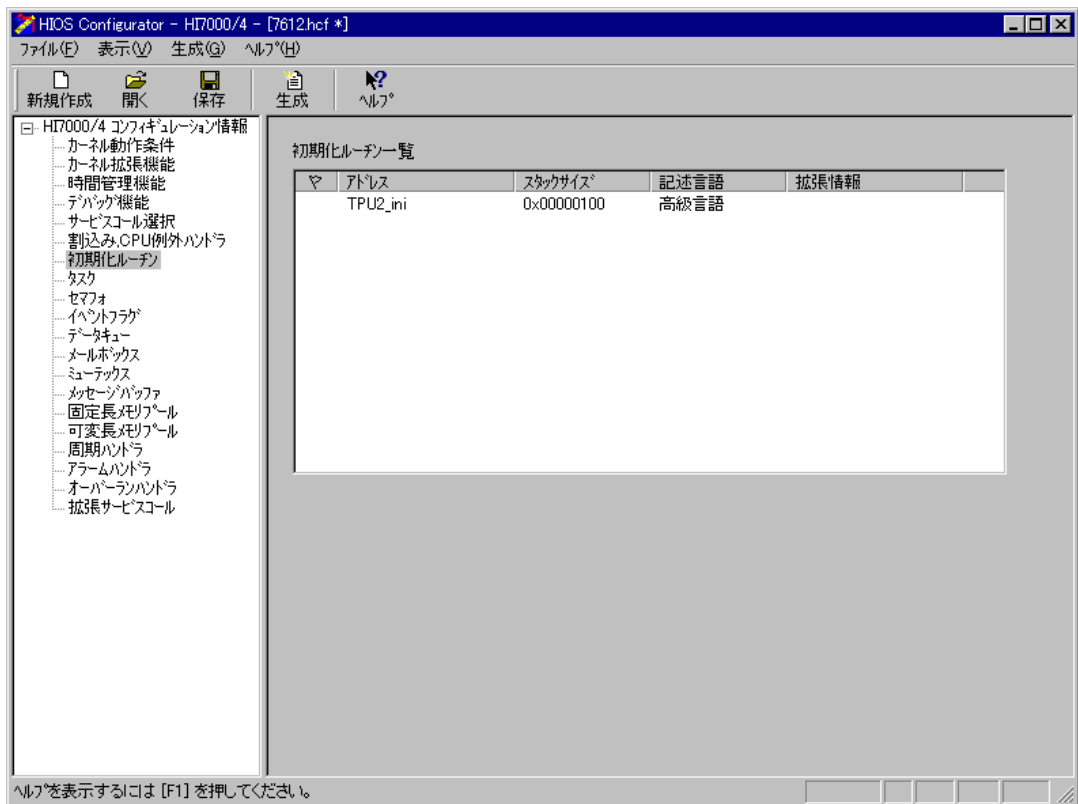 HIOS Configurator - HI7000/4 - [7612.hcf *]
ファイル(F) 表示(V) 生成(G) ヘルプ(H)
新規作成 開く 保存 生成 ヘルプ
HI7000/4 コンフィギュレーション情報
カーネル動作条件
カーネル拡張機能
時間管理機能
デバッグ機能
サービスコール選択
割込み,CPU例外ハンドラ
初期化ルーチン
タスク
セマフォ
イベントフラグ
データキュー
メールボックス
ミューテックス
メッセージバッファ
固定長メモリプール
可変長メモリプール
周期ハンドラ
アラームハンドラ
オーバーランハンドラ
拡張サービスコール
初期化ルーチン一覧
アドレス スタックサイズ 記述言語 拡張情報
TPU2_ini 0x00000100 高級言語
ヘルプを表示するには [F1] を押してください。